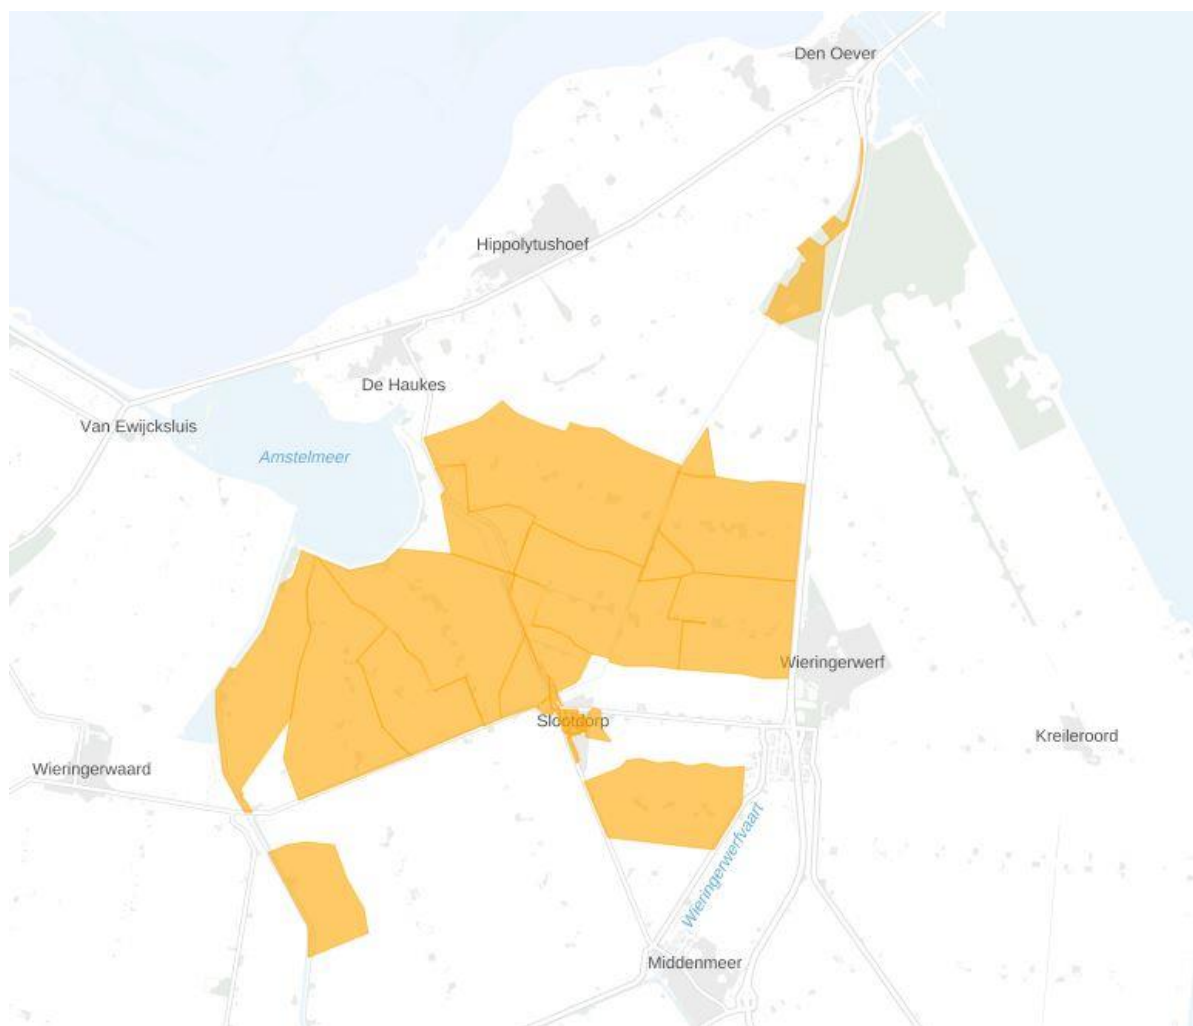 Den Oever
Hippolytushoef
De Haukes
Van Ewijcksluis
Amstelmeer
Wieringerwerf
Slootdorp
Kreileroord
Wieringerwaard
Wieringerwerfvaart
Middenmeer